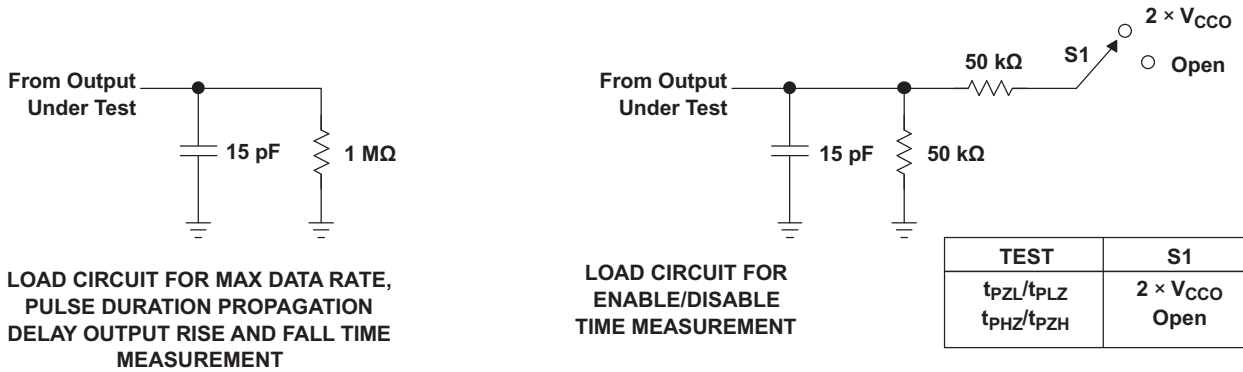 From Output
Under Test
15 pF
1 MΩ
LOAD CIRCUIT FOR MAX DATA RATE,
PULSE DURATION PROPAGATION
DELAY OUTPUT RISE AND FALL TIME
MEASUREMENT
From Output
Under Test
15 pF
50 kΩ
50 kΩ
S1
2 × VCCO
Open
LOAD CIRCUIT FOR
ENABLE/DISABLE
TIME MEASUREMENT
TEST S1
tPZL/tPLZ 2 × VCCO
tPHZ/tPZH Open